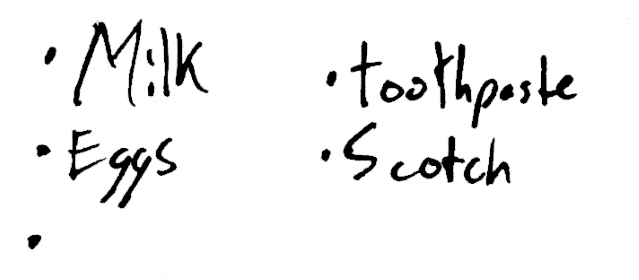 · Milk
· Eggs
·
· toothpaste
· Scotch